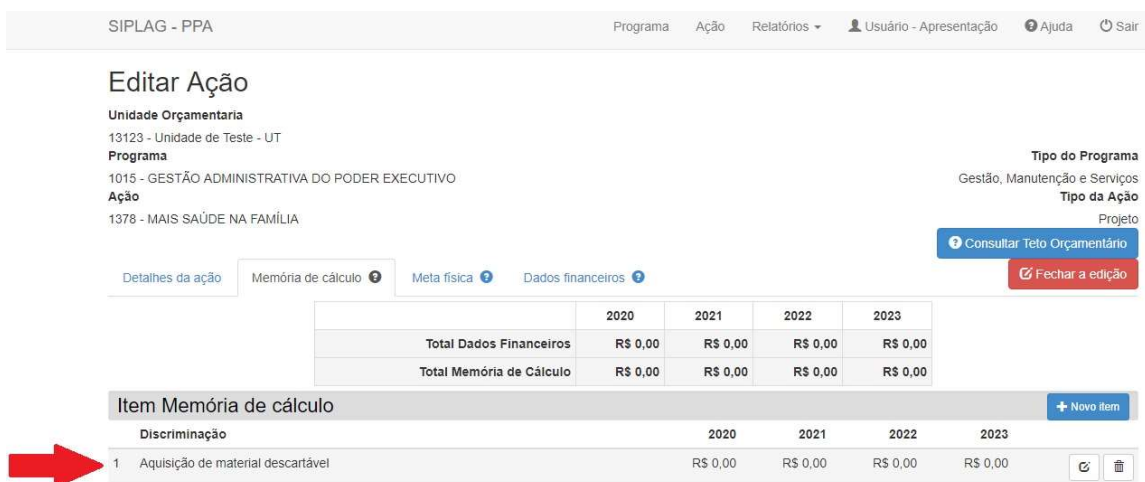 SIPLAG - PPA Programa Ação Relatórios Usuário - Apresentação Ajuda Sair
Editar Ação
Unidade Orçamentaria
13123 - Unidade de Teste - UT
Programa Tipo do Programa
1015 - GESTÃO ADMINISTRATIVA DO PODER EXECUTIVO Gestão, Manutenção e Serviços
Ação Tipo da Ação
1378 - MAIS SAÚDE NA FAMÍLIA Projeto
Consultar Teto Orçamentário
Detalhes da ação Memória de cálculo Meta física Dados financeiros Fechar a edição
2020 2021 2022 2023
Total Dados Financeiros R$ 0,00 R$ 0,00 R$ 0,00 R$ 0,00
Total Memória de Cálculo R$ 0,00 R$ 0,00 R$ 0,00 R$ 0,00
Item Memória de cálculo + Novo item
Discriminação 2020 2021 2022 2023
1 Aquisição de material descartável R$ 0,00 R$ 0,00 R$ 0,00 R$ 0,00